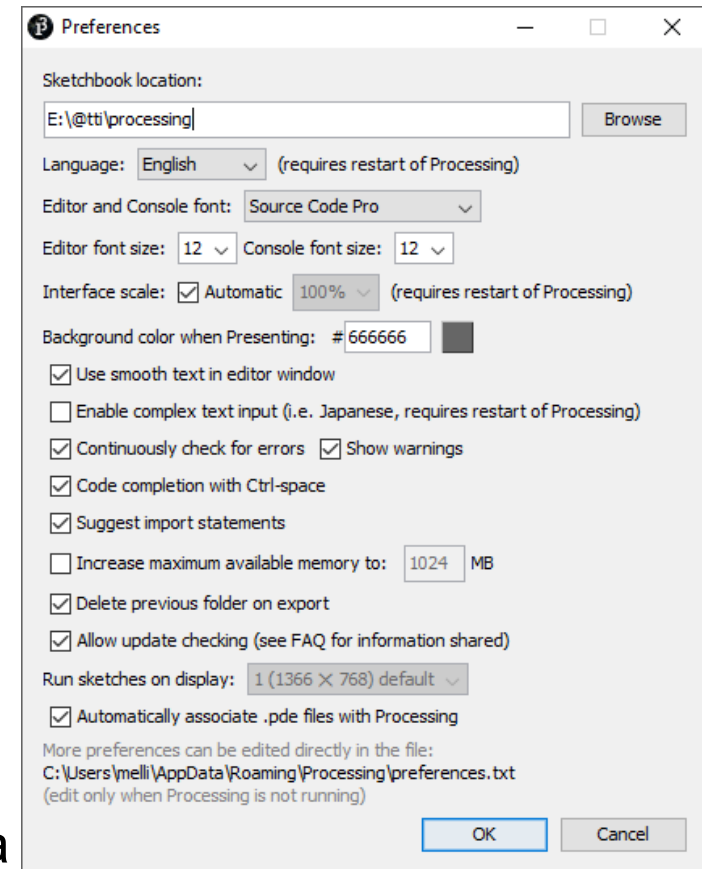 Preferences
Sketchbook location:
E:\@tti\processing
Browse
Language: English (requires restart of Processing)
Editor and Console font: Source Code Pro
Editor font size: 12 Console font size: 12
Interface scale: Automatic 100% (requires restart of Processing)
Background color when Presenting: # 666666
Use smooth text in editor window
Enable complex text input (i.e. Japanese, requires restart of Processing)
Continuously check for errors Show warnings
Code completion with Ctrl-space
Suggest import statements
Increase maximum available memory to: 1024 MB
Delete previous folder on export
Allow update checking (see FAQ for information shared)
Run sketches on display: 1 (1366 × 768) default
Automatically associate .pde files with Processing
More preferences can be edited directly in the file:
C:\Users\melli\AppData\Roaming\Processing\preferences.txt
(edit only when Processing is not running)
OK Cancel
a